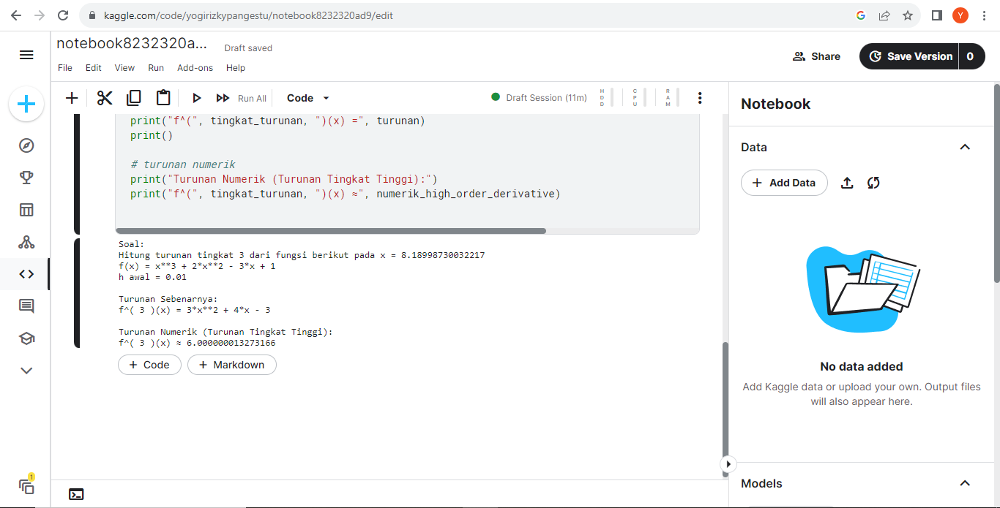 kaggle.com/code/yogirizkypangestu/notebook8232320ad9/edit
Y
notebook8232320a...
Draft saved
File Edit View Run Add-ons Help
Share
Save Version
0
Run All
Code
Draft Session (11m)
HDD
CPU
RAM
print("f^(", tingkat_turunan, ")(x) =", turunan)
print()
# turunan numerik
print("Turunan Numerik (Turunan Tingkat Tinggi):")
print("f^(", tingkat_turunan, ")(x) ≈", numerik_high_order_derivative)
Soal:
Hitung turunan tingkat 3 dari fungsi berikut pada x = 8.18998730032217
f(x) = x**3 + 2*x**2 - 3*x + 1
h awal = 0.01
Turunan Sebenarnya:
f^( 3 )(x) = 3*x**2 + 4*x - 3
Turunan Numerik (Turunan Tingkat Tinggi):
f^( 3 )(x) ≈ 6.000000013273166
+ Code
+ Markdown
Notebook
Data
+ Add Data
No data added
Add Kaggle data or upload your own. Output files
will also appear here.
Models
1